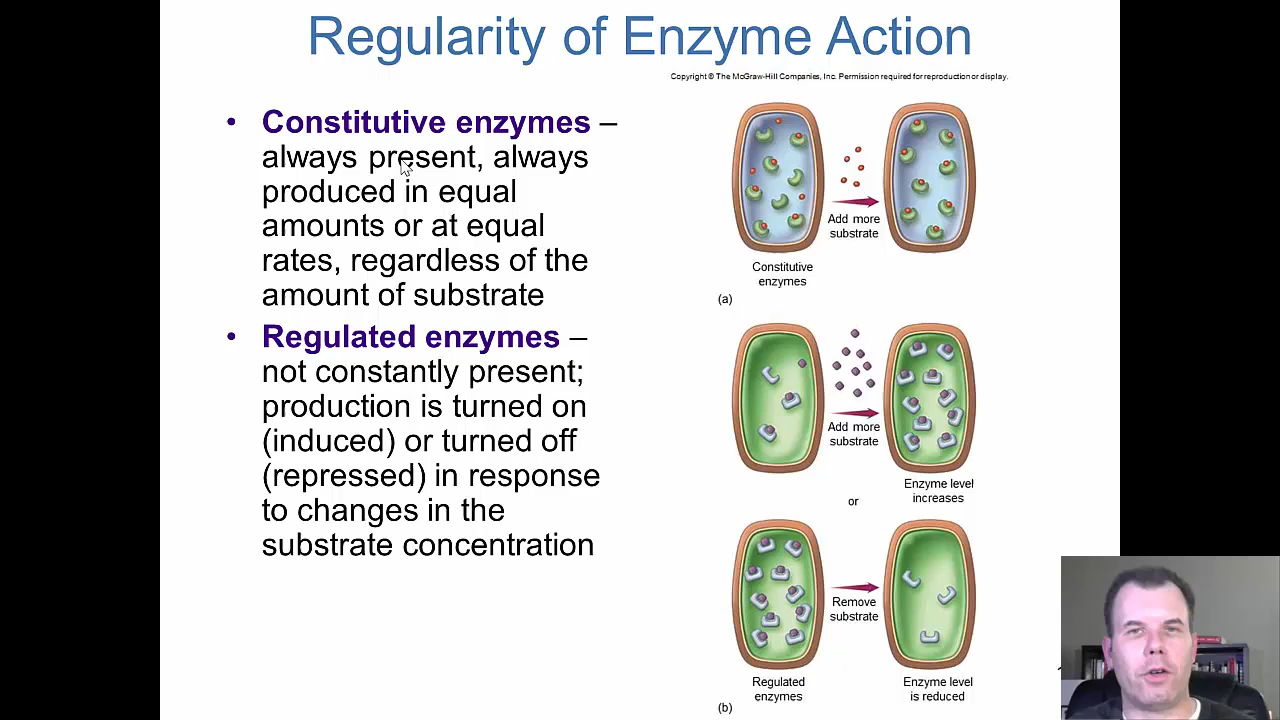 Regularity of Enzyme Action
Copyright © The McGraw-Hill Companies, Inc. Permission required for reproduction or display.
• Constitutive enzymes –
always present, always
produced in equal
amounts or at equal
rates, regardless of the
amount of substrate
• Regulated enzymes –
not constantly present;
production is turned on
(induced) or turned off
(repressed) in response
to changes in the
substrate concentration
Add more
substrate
Constitutive
enzymes
(a)
Add more
substrate
Enzyme level
increases
or
Remove
substrate
Regulated
enzymes
Enzyme level
is reduced
(b)